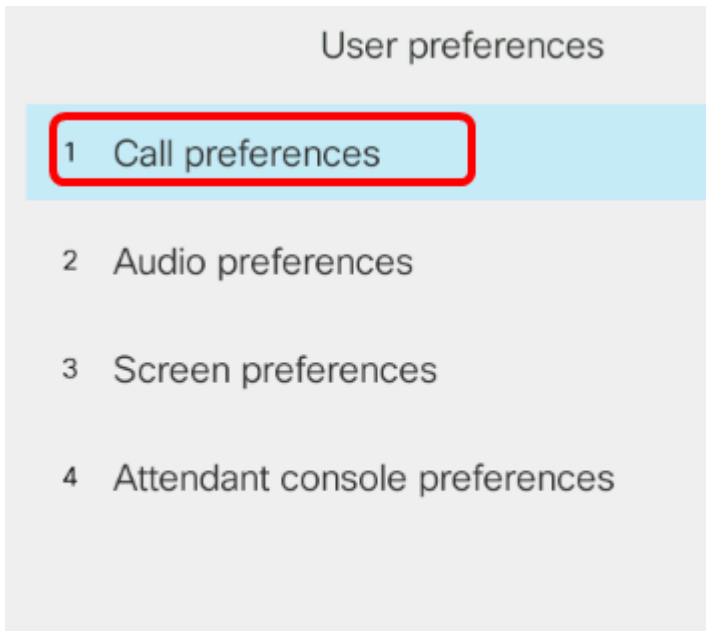 User preferences
1 Call preferences
2 Audio preferences
3 Screen preferences
4 Attendant console preferences